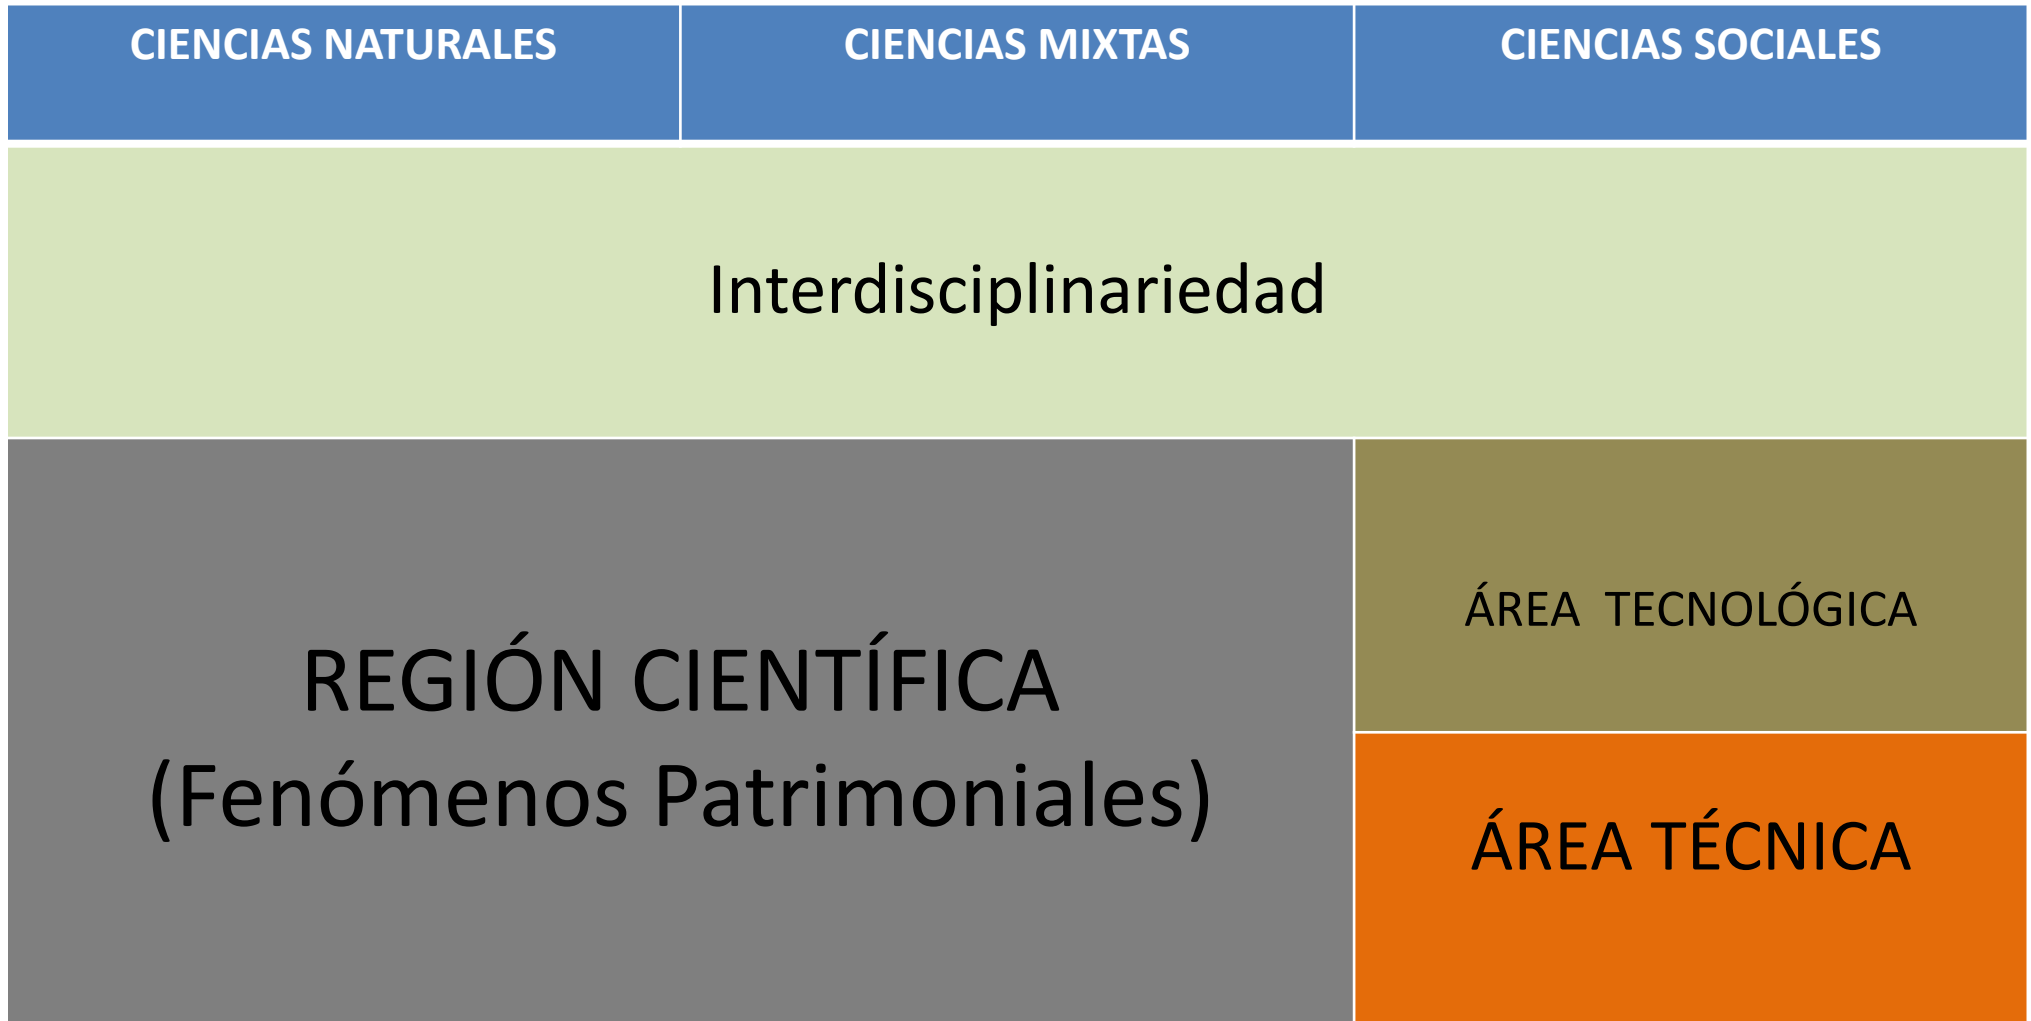 CIENCIAS NATURALES
CIENCIAS MIXTAS
CIENCIAS SOCIALES
Interdisciplinariedad
REGIÓN CIENTÍFICA
(Fenómenos Patrimoniales)
ÁREA TECNOLÓGICA
ÁREA TÉCNICA